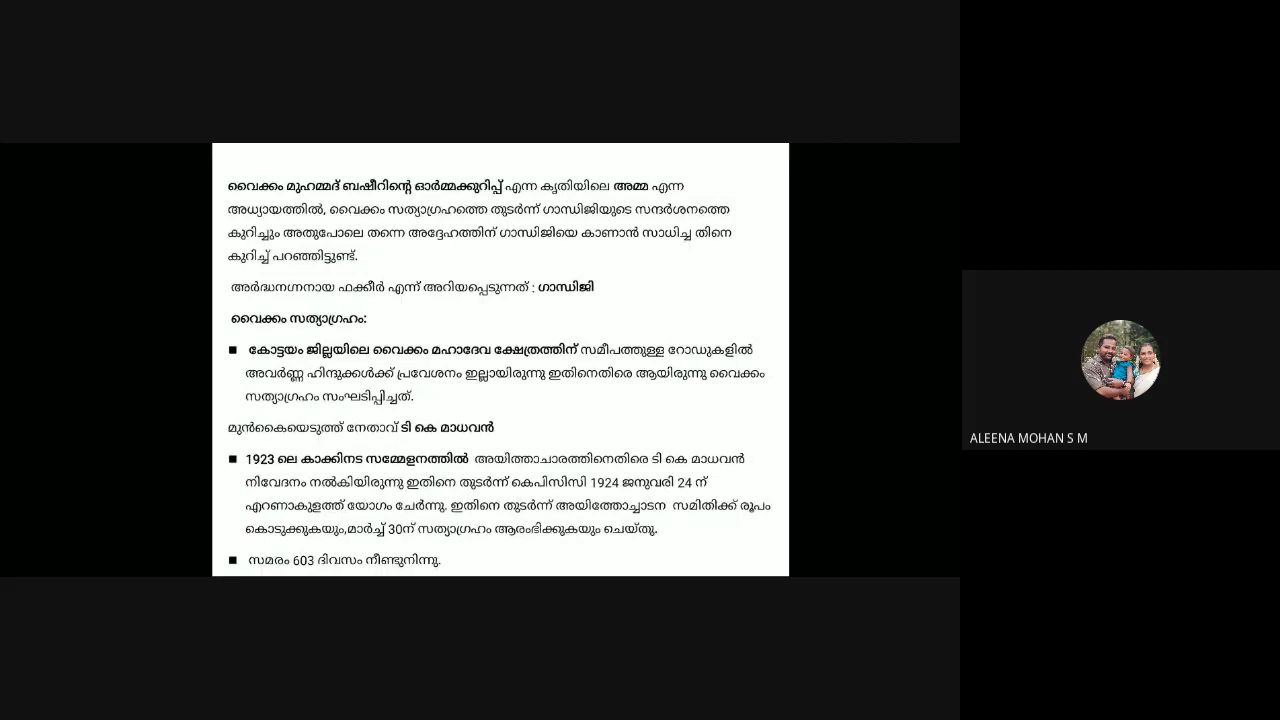 വൈക്കം മുഹമ്മദ് ബഷീറിന്റെ ഓർമ്മക്കുറിപ്പ് എന്ന കൃതിയിലെ അമ്മ എന്ന
അധ്യായത്തിൽ, വൈക്കം സത്യാഗ്രഹത്തെ തുടർന്ന് ഗാന്ധിജിയുടെ സന്ദർശനത്തെ
കുറിച്ചും അതുപോലെ തന്നെ അദ്ദേഹത്തിന് ഗാന്ധിജിയെ കാണാൻ സാധിച്ച തിനെ
കുറിച്ച് പറഞ്ഞിട്ടുണ്ട്.
അർദ്ധനഗ്നനായ ഫക്കീർ എന്ന് അറിയപ്പെടുന്നത് : ഗാന്ധിജി
വൈക്കം സത്യാഗ്രഹം:
■ കോട്ടയം ജില്ലയിലെ വൈക്കം മഹാദേവ ക്ഷേത്രത്തിന് സമീപത്തുള്ള റോഡുകളിൽ
അവർണ്ണ ഹിന്ദുക്കൾക്ക് പ്രവേശനം ഇല്ലായിരുന്നു ഇതിനെതിരെ ആയിരുന്നു വൈക്കം
സത്യാഗ്രഹം സംഘടിപ്പിച്ചത്.
മുൻകൈയെടുത്ത് നേതാവ് ടി കെ മാധവൻ
■ 1923 ലെ കാക്കിനട സമ്മേളനത്തിൽ അയിത്താചാരത്തിനെതിരെ ടി കെ മാധവൻ
നിവേദനം നൽകിയിരുന്നു ഇതിനെ തുടർന്ന് കെപിസിസി 1924 ജനുവരി 24 ന്
എറണാകുളത്ത് യോഗം ചേർന്നു. ഇതിനെ തുടർന്ന് അയിത്തോച്ചാടന സമിതിക്ക് രൂപം
കൊടുക്കുകയും,മാർച്ച് 30ന് സത്യാഗ്രഹം ആരംഭിക്കുകയും ചെയ്തു.
■ സമരം 603 ദിവസം നീണ്ടുനിന്നു.
ALEENA MOHAN S M